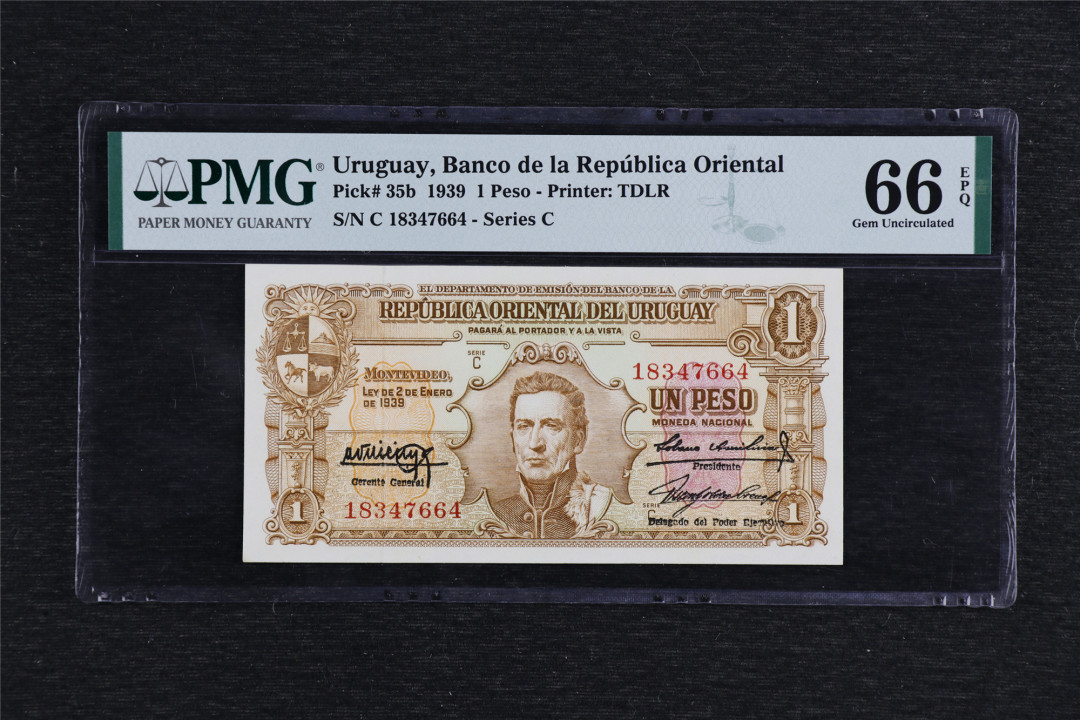 PMG®
PAPER MONEY GUARANTY
Uruguay, Banco de la República Oriental
Pick# 35b 1939 1 Peso - Printer: TDLR
S/N C 18347664 - Series C
66 EPQ
Gem Uncirculated
EL DEPARTAMENTO DE EMISIÓN DEL BANCO DE LA
REPÚBLICA ORIENTAL DEL URUGUAY
PAGARÁ AL PORTADOR Y A LA VISTA
1
SERIE
C
MONTEVIDEO,
LEY DE 2 DE ENERO
DE 1939
18347664
UN PESO
MONEDA NACIONAL
Gerente General
Presidente
18347664
SERIE
C
Delegado del Poder Ejecutivo
1
1